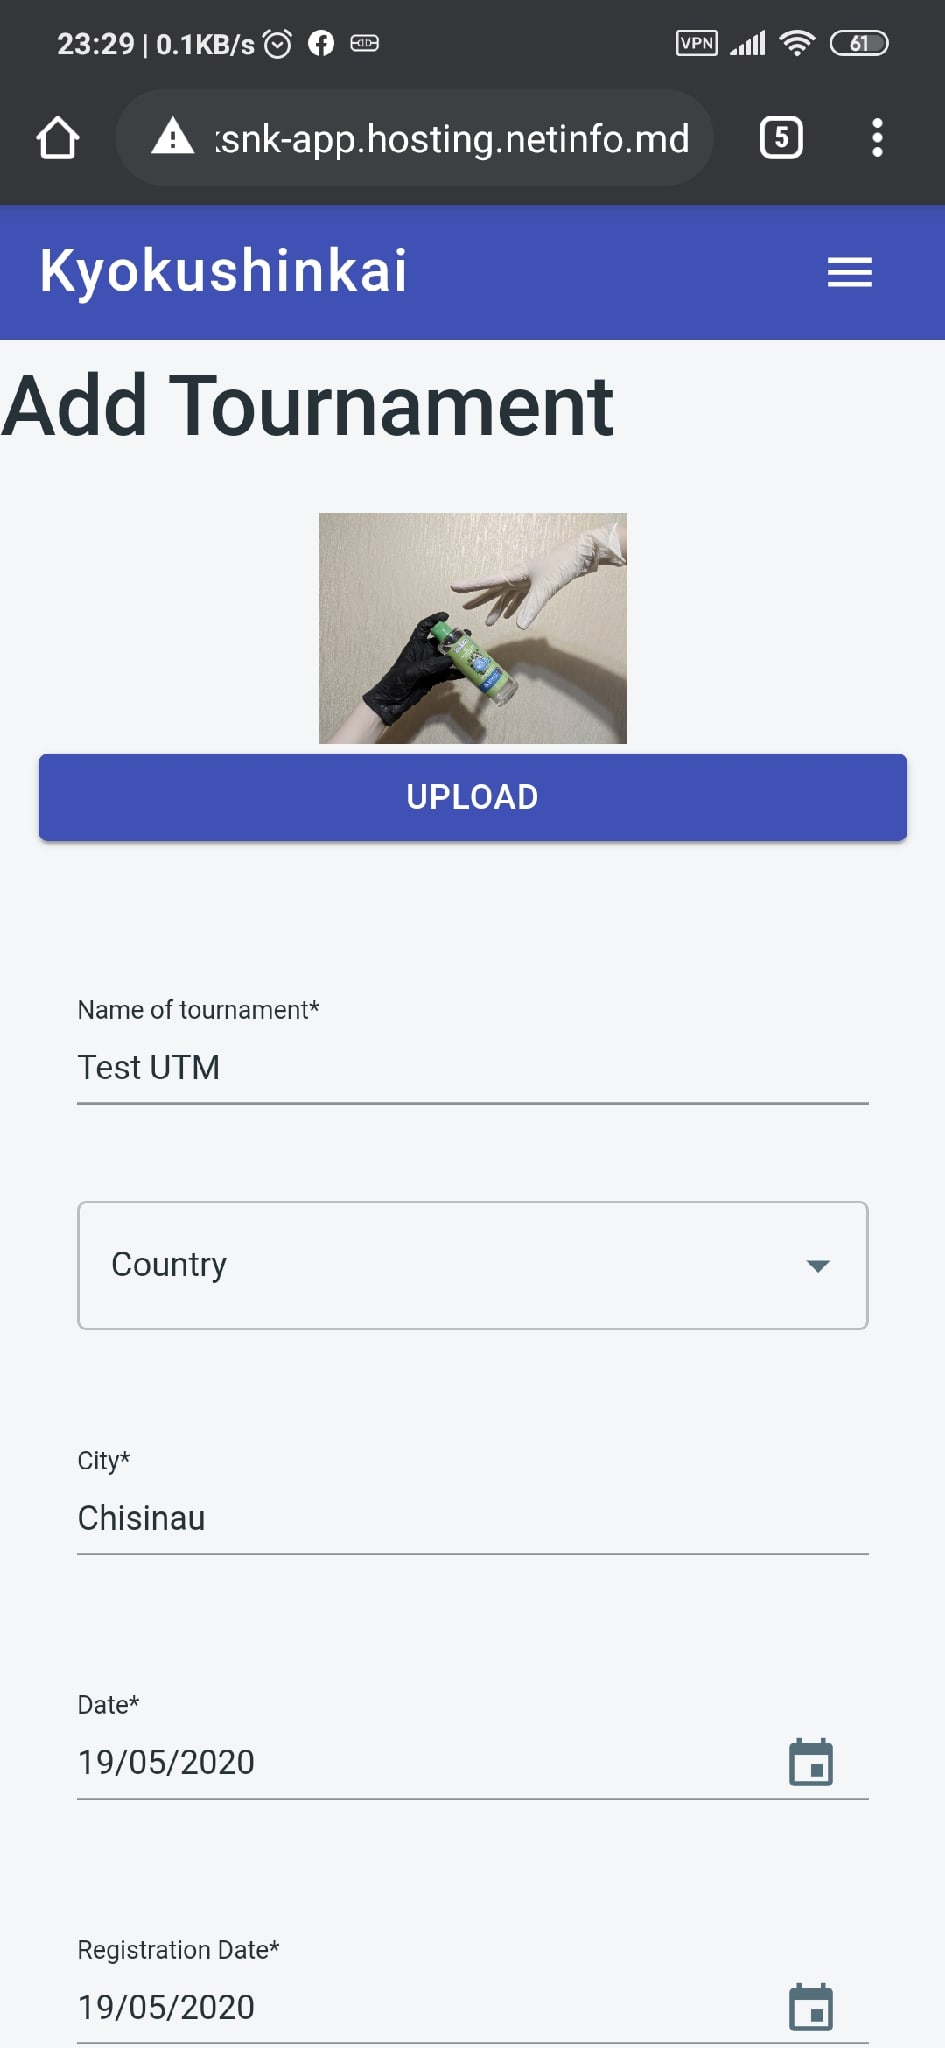 23:29 | 0.1KB/s VPN 61
ksnk-app.hosting.netinfo.md 5
Kyokushinkai
Add Tournament
UPLOAD
Name of tournament*
Test UTM
Country
City*
Chisinau
Date*
19/05/2020
Registration Date*
19/05/2020